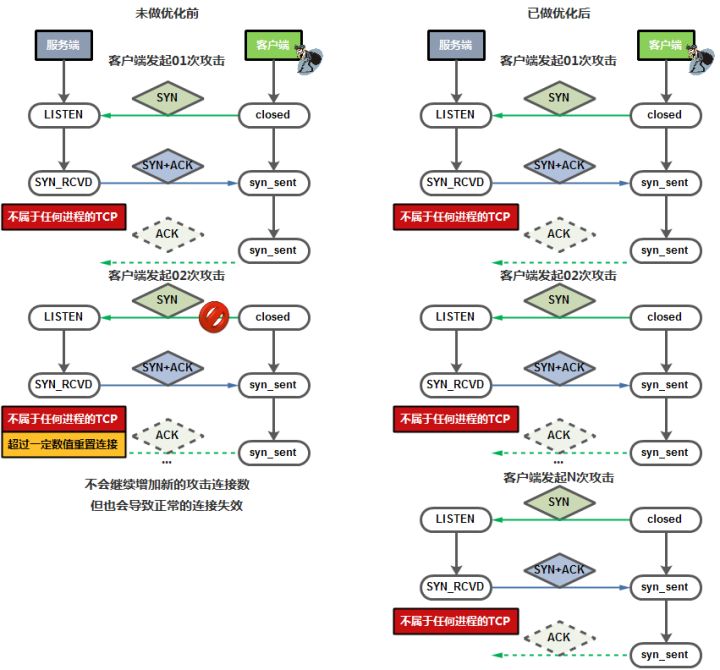 未做优化前
服务端
客户端
客户端发起01次攻击
SYN
LISTEN
closed
SYN+ACK
SYN_RCVD
syn_sent
不属于任何进程的TCP
ACK
syn_sent
客户端发起02次攻击
SYN
LISTEN
closed
SYN+ACK
SYN_RCVD
syn_sent
不属于任何进程的TCP
超过一定数值重置连接
ACK
syn_sent
...
不会继续增加新的攻击连接数
但也会导致正常的连接失效
已做优化后
服务端
客户端
客户端发起01次攻击
SYN
LISTEN
closed
SYN+ACK
SYN_RCVD
syn_sent
不属于任何进程的TCP
ACK
syn_sent
客户端发起02次攻击
SYN
LISTEN
closed
SYN+ACK
SYN_RCVD
syn_sent
不属于任何进程的TCP
ACK
syn_sent
...
客户端发起N次攻击
SYN
LISTEN
closed
SYN+ACK
SYN_RCVD
syn_sent
不属于任何进程的TCP
ACK
syn_sent